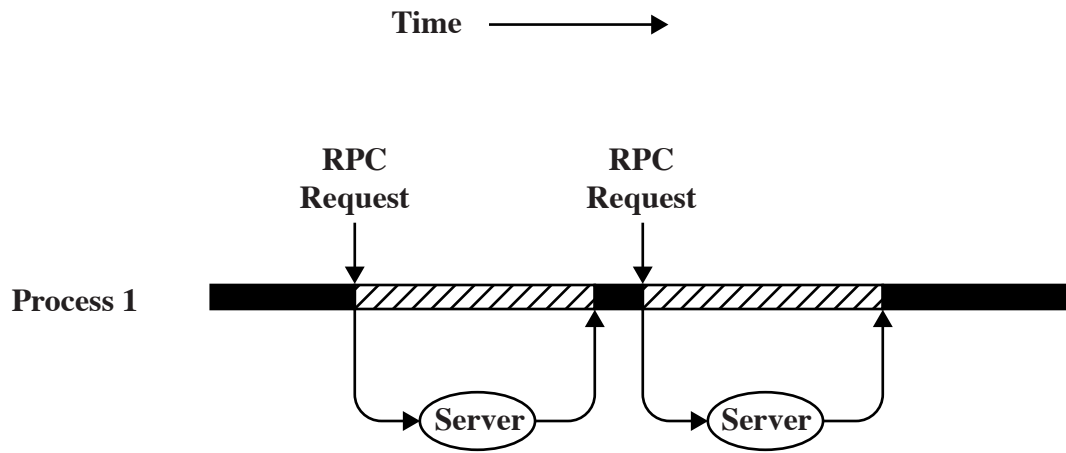 Time
RPC
Request
RPC
Request
Process 1
Server
Server